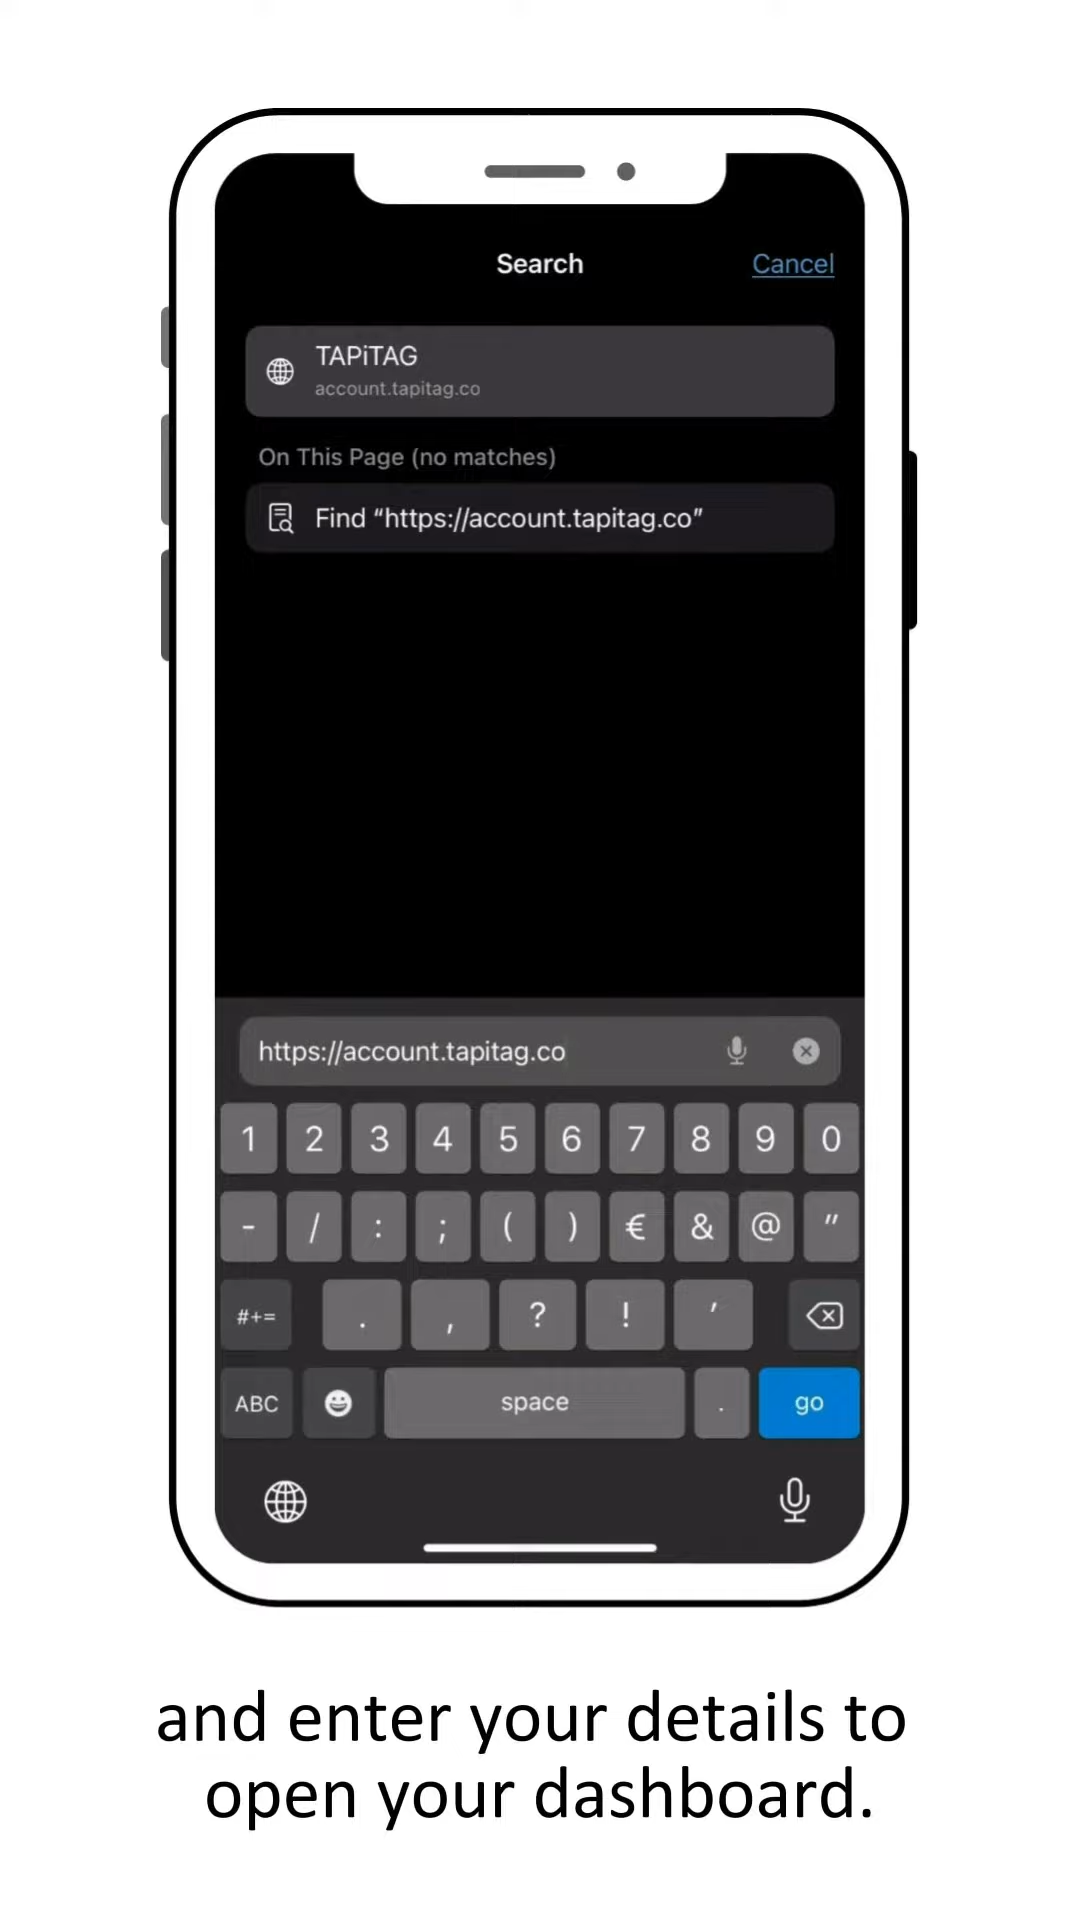 Search
Cancel
TAPiTAG
account.tapitag.co
On This Page (no matches)
Find “https://account.tapitag.co”
https://account.tapitag.co
1 2 3 4 5 6 7 8 9 0
- / : ; ( ) € & @ "
#+= . , ? ! '
ABC space . go
and enter your details to
open your dashboard.